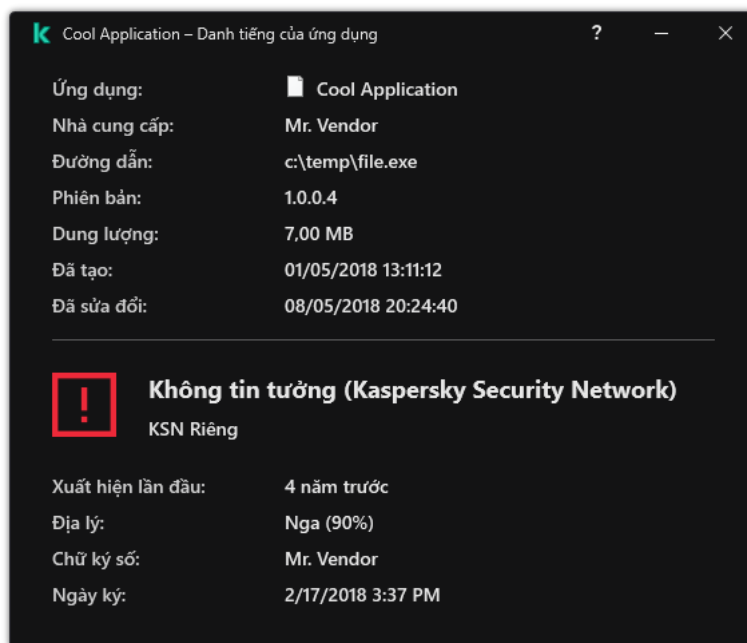 Cool Application – Danh tiếng của ứng dụng ?
Ứng dụng: Cool Application
Nhà cung cấp: Mr. Vendor
Đường dẫn: c:\temp\file.exe
Phiên bản: 1.0.0.4
Dung lượng: 7,00 MB
Đã tạo: 01/05/2018 13:11:12
Đã sửa đổi: 08/05/2018 20:24:40
Không tin tưởng (Kaspersky Security Network)
KSN Riêng
Xuất hiện lần đầu: 4 năm trước
Địa lý: Nga (90%)
Chữ ký số: Mr. Vendor
Ngày ký: 2/17/2018 3:37 PM